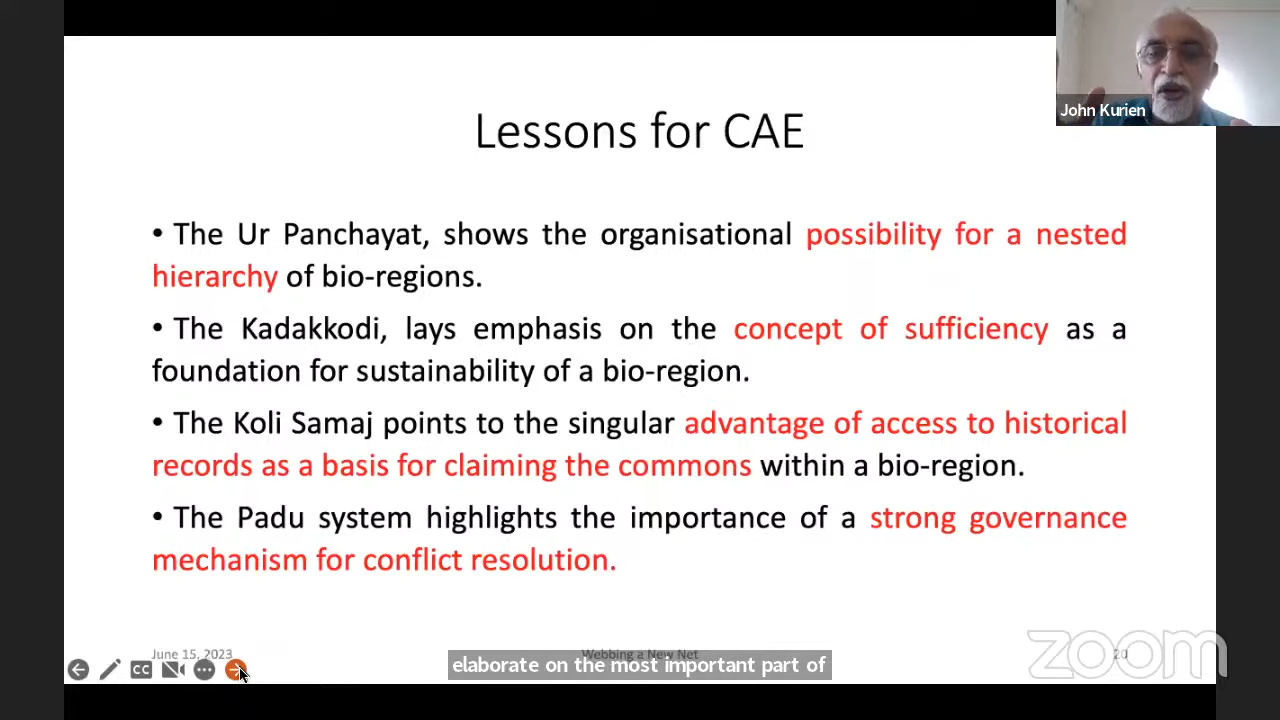 John Kurien
Lessons for CAE
• The Ur Panchayat, shows the organisational possibility for a nested
hierarchy of bio-regions.
• The Kadakkodi, lays emphasis on the concept of sufficiency as a
foundation for sustainability of a bio-region.
• The Koli Samaj points to the singular advantage of access to historical
records as a basis for claiming the commons within a bio-region.
• The Padu system highlights the importance of a strong governance
mechanism for conflict resolution.
June 15, 2023
Webbing a New Net
20
CC
elaborate on the most important part of
zoom